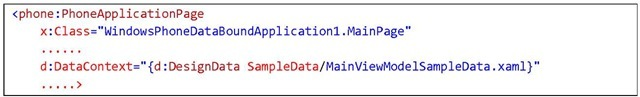 <phone:PhoneApplicationPage
x:Class="WindowsPhoneDataBoundApplication1.MainPage"
......
d:DataContext="{d:DesignData SampleData/MainViewModelSampleData.xaml}"
.....>